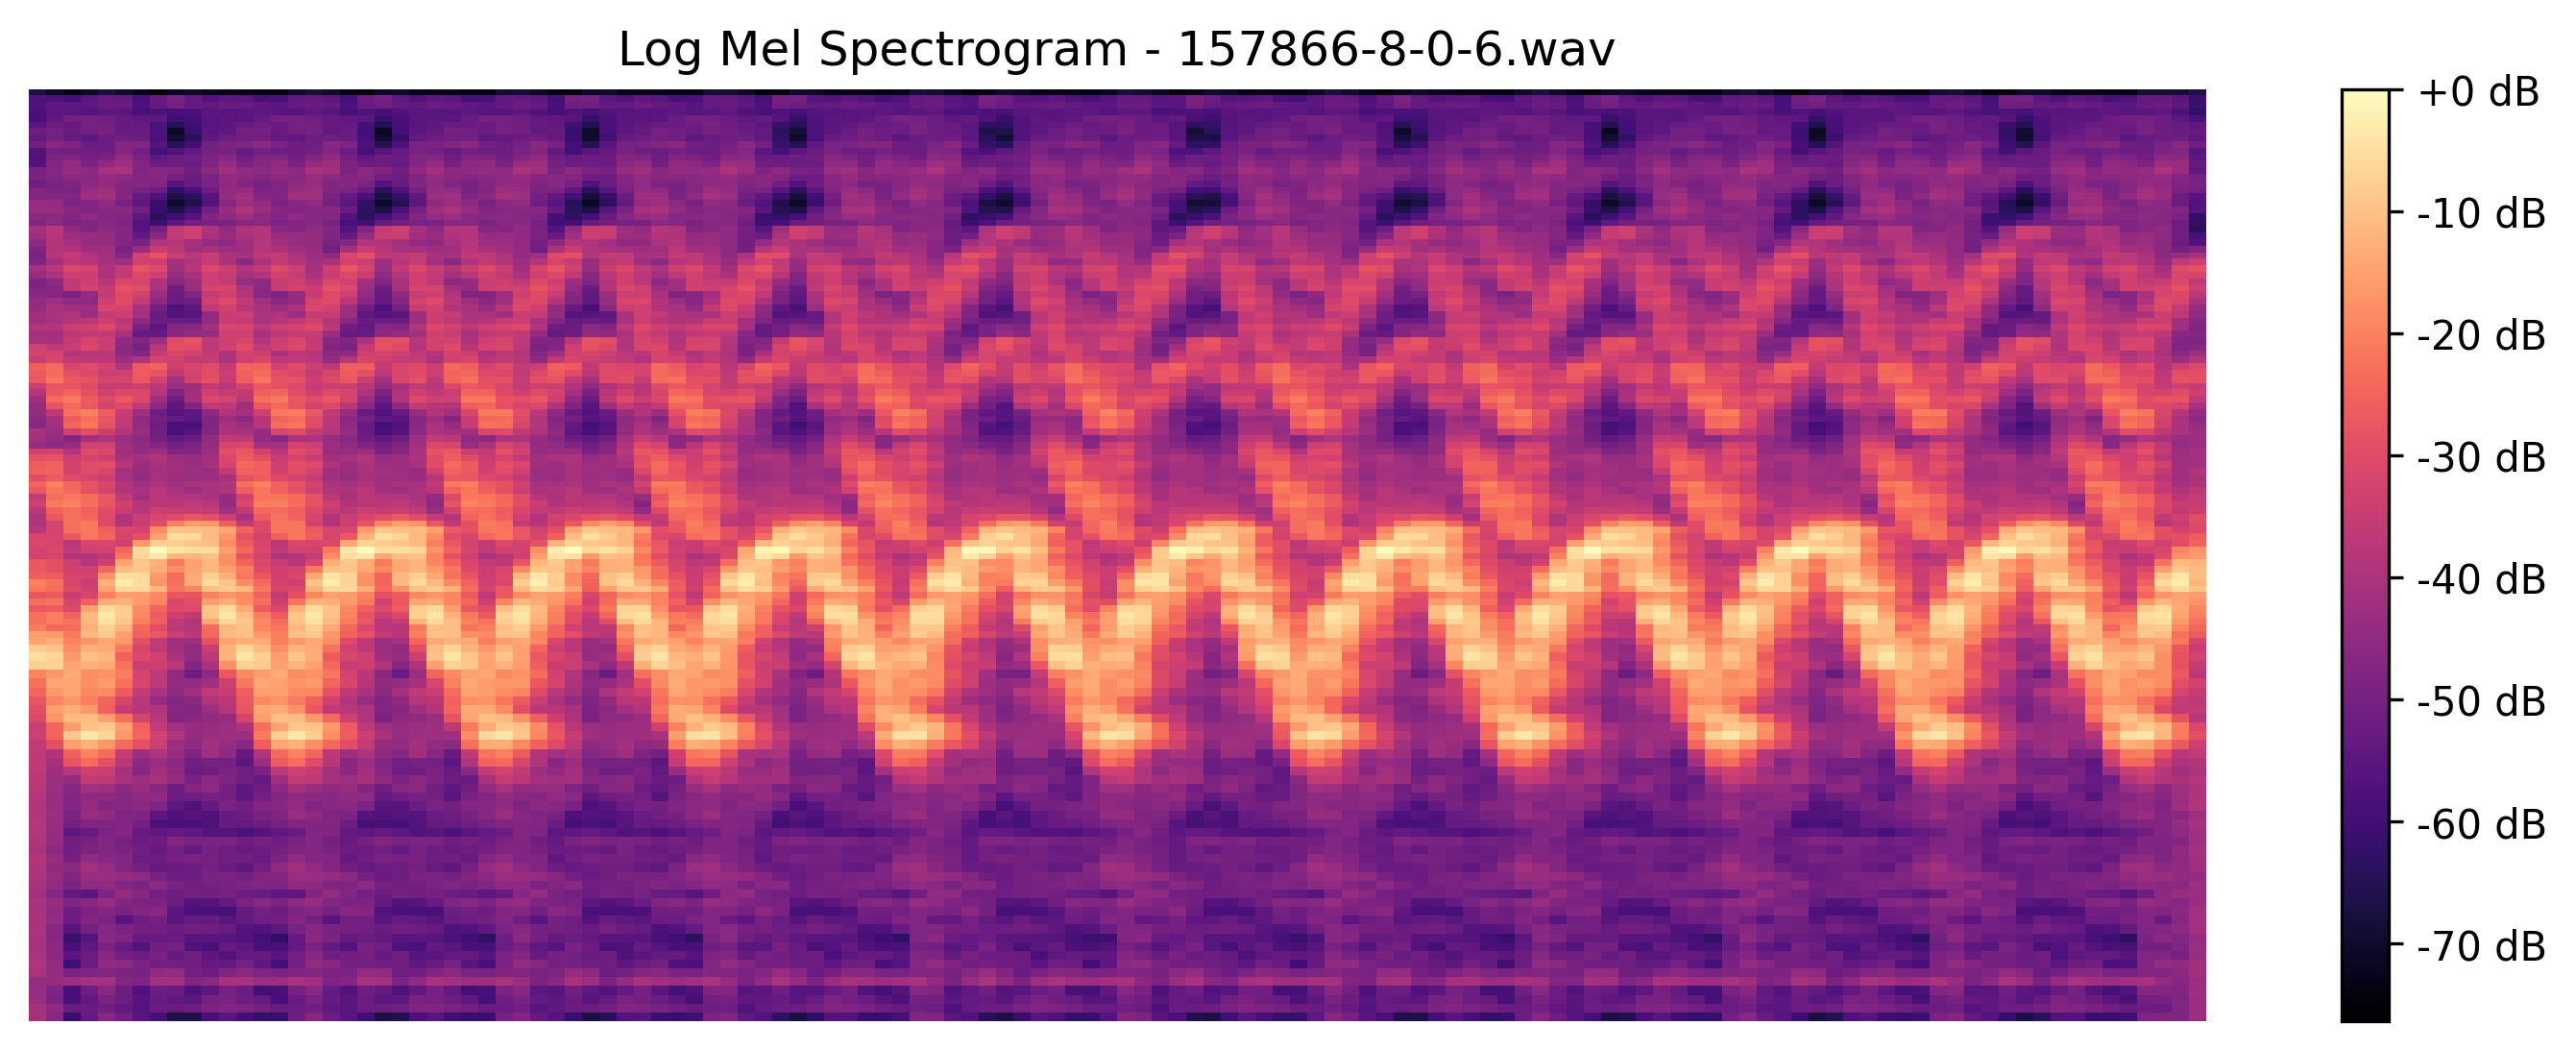 Log Mel Spectrogram - 157866-8-0-6.wav
+0 dB
-10 dB
-20 dB
-30 dB
-40 dB
-50 dB
-60 dB
-70 dB